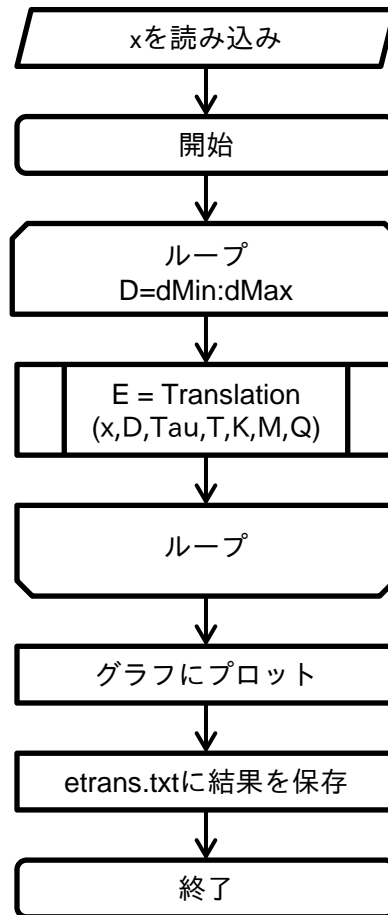 xを読み込み
開始
ループ
D=dMin:dMax
E = Translation
(x,D,Tau,T,K,M,Q)
ループ
グラフにプロット
etrans.txtに結果を保存
終了